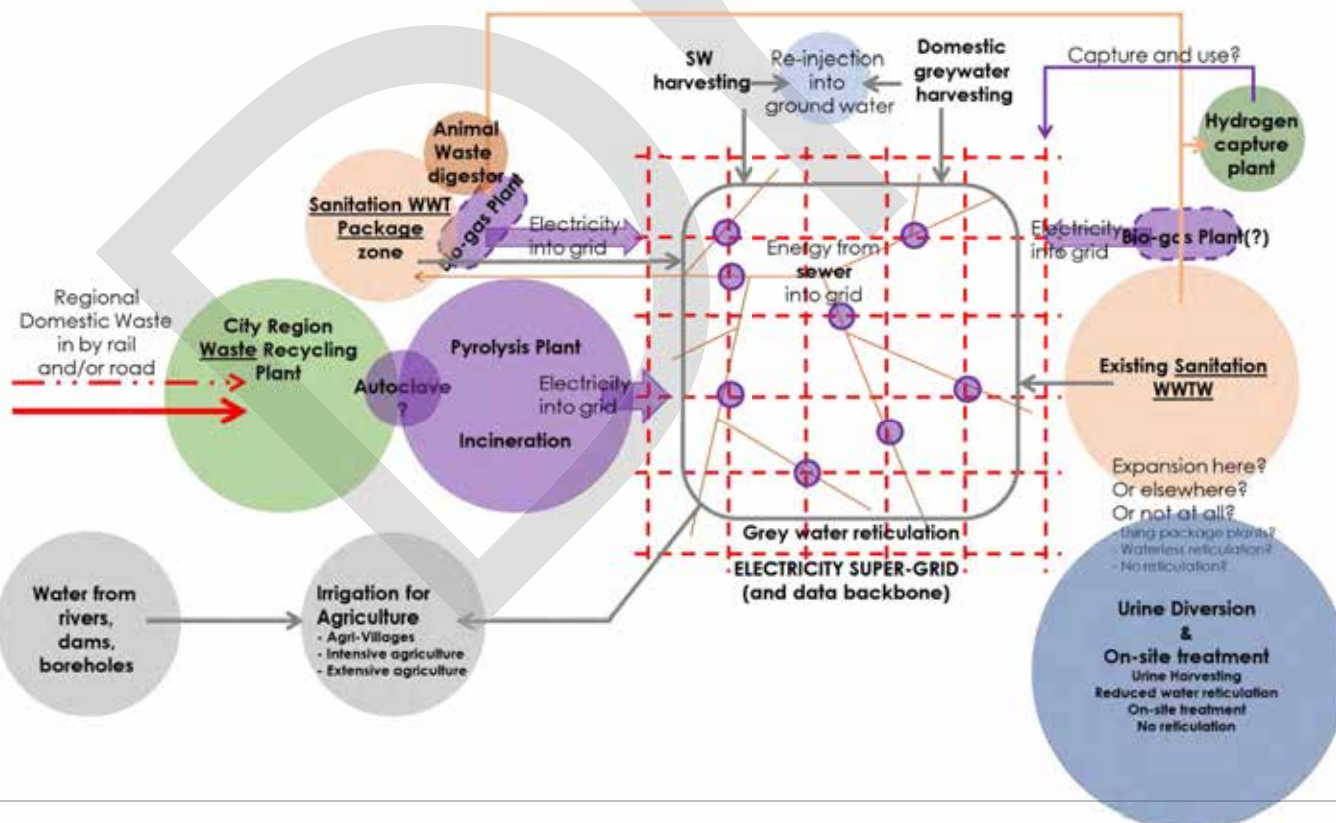 SW
harvesting
Re-injection
into
ground water
Domestic
greywater
harvesting
Capture and use?
Hydrogen
capture
plant
Animal
Waste
digestor
Bio-gas Plant
Sanitation WWT
Package
zone
Electricity
into grid
Energy from
sewer
into grid
Electricity
into grid
Bio-gas Plant(?)
Regional
Domestic Waste
in by rail
and/or road
City Region
Waste Recycling
Plant
Autoclave
?
Pyrolysis Plant
Incineration
Electricity
into grid
Existing Sanitation
WWTW
Expansion here?
Or elsewhere?
Or not at all?
- Using package plants?
- Waterless reticulation?
- No reticulation?
Grey water reticulation
ELECTRICITY SUPER-GRID
(and data backbone)
Water from
rivers,
dams,
boreholes
Irrigation for
Agriculture
- Agri-Villages
- Intensive agriculture
- Extensive agriculture
Urine Diversion
&
On-site treatment
Urine Harvesting
Reduced water reticulation
On-site treatment
No reticulation